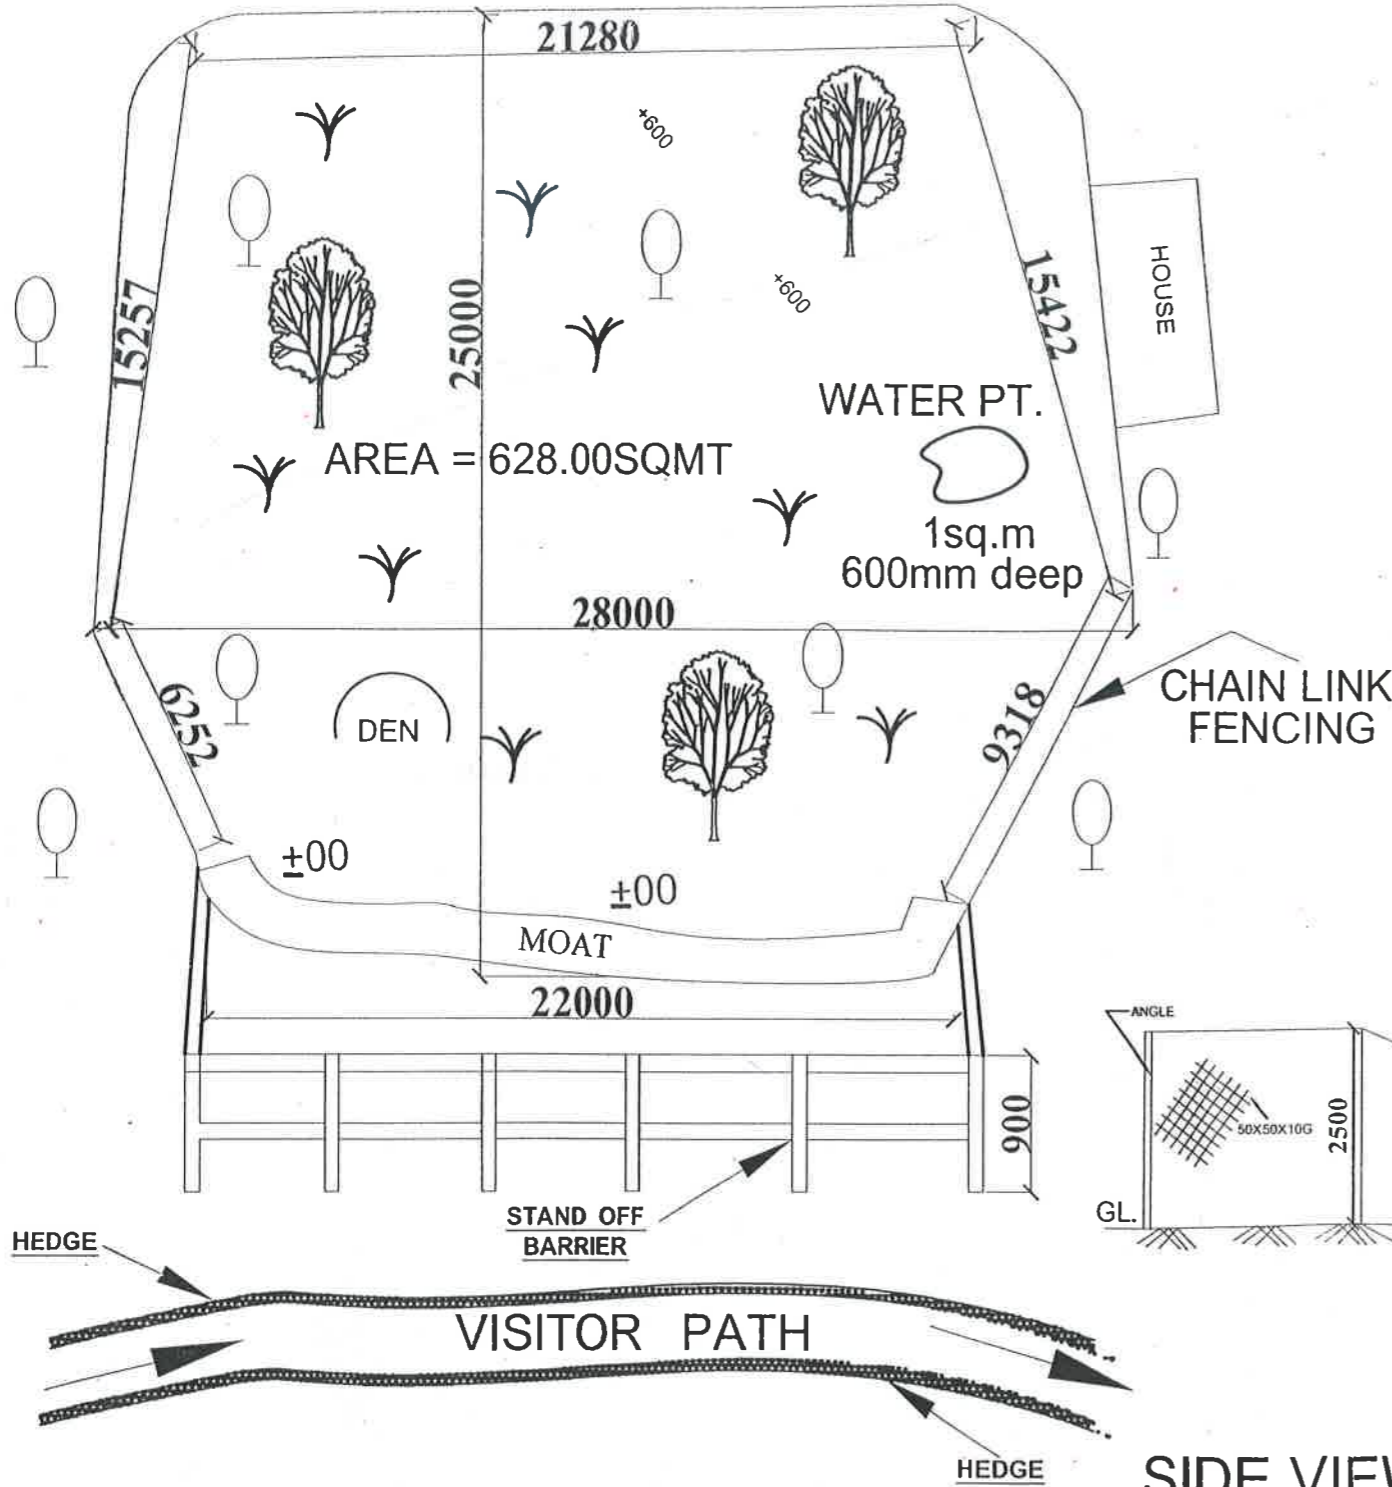 21280
+600
+600
15257
25000
15422
HOUSE
WATER PT.
AREA = 628.00SQMT
1sq.m
600mm deep
28000
6252
DEN
9318
CHAIN LINK
FENCING
±00
±00
MOAT
22000
ANGLE
900
50X50X10G
2500
GL.
STAND OFF
BARRIER
HEDGE
VISITOR PATH
HEDGE
SIDE VIEW